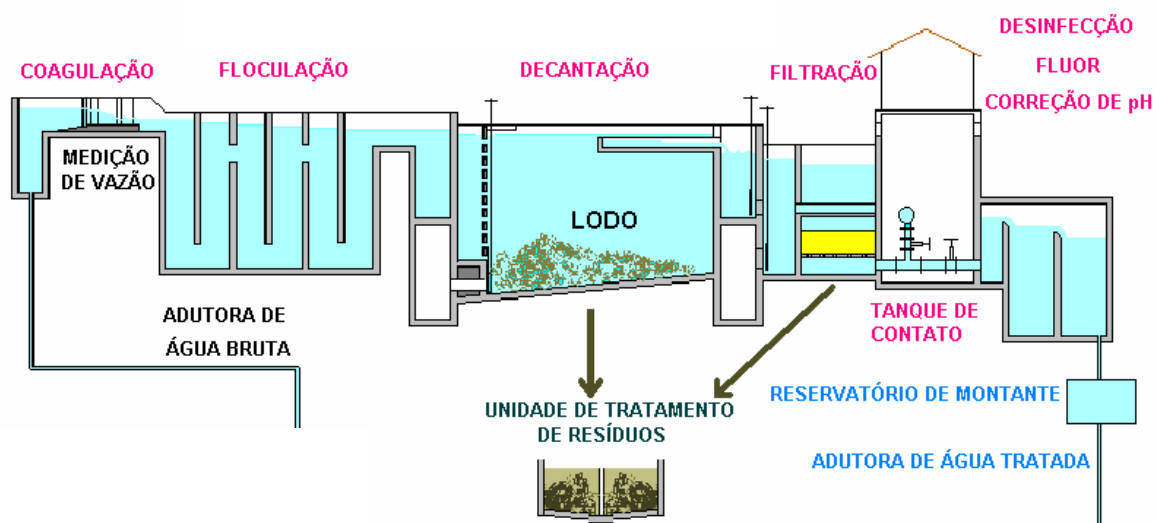 COAGULAÇÃO
FLOCULAÇÃO
DECANTAÇÃO
FILTRAÇÃO
DESINFECÇÃO
FLUOR
CORREÇÃO DE pH
MEDIÇÃO
DE VAZÃO
LODO
ADUTORA DE
ÁGUA BRUTA
TANQUE DE
CONTATO
UNIDADE DE TRATAMENTO
DE RESÍDUOS
RESERVATÓRIO DE MONTANTE
ADUTORA DE ÁGUA TRATADA